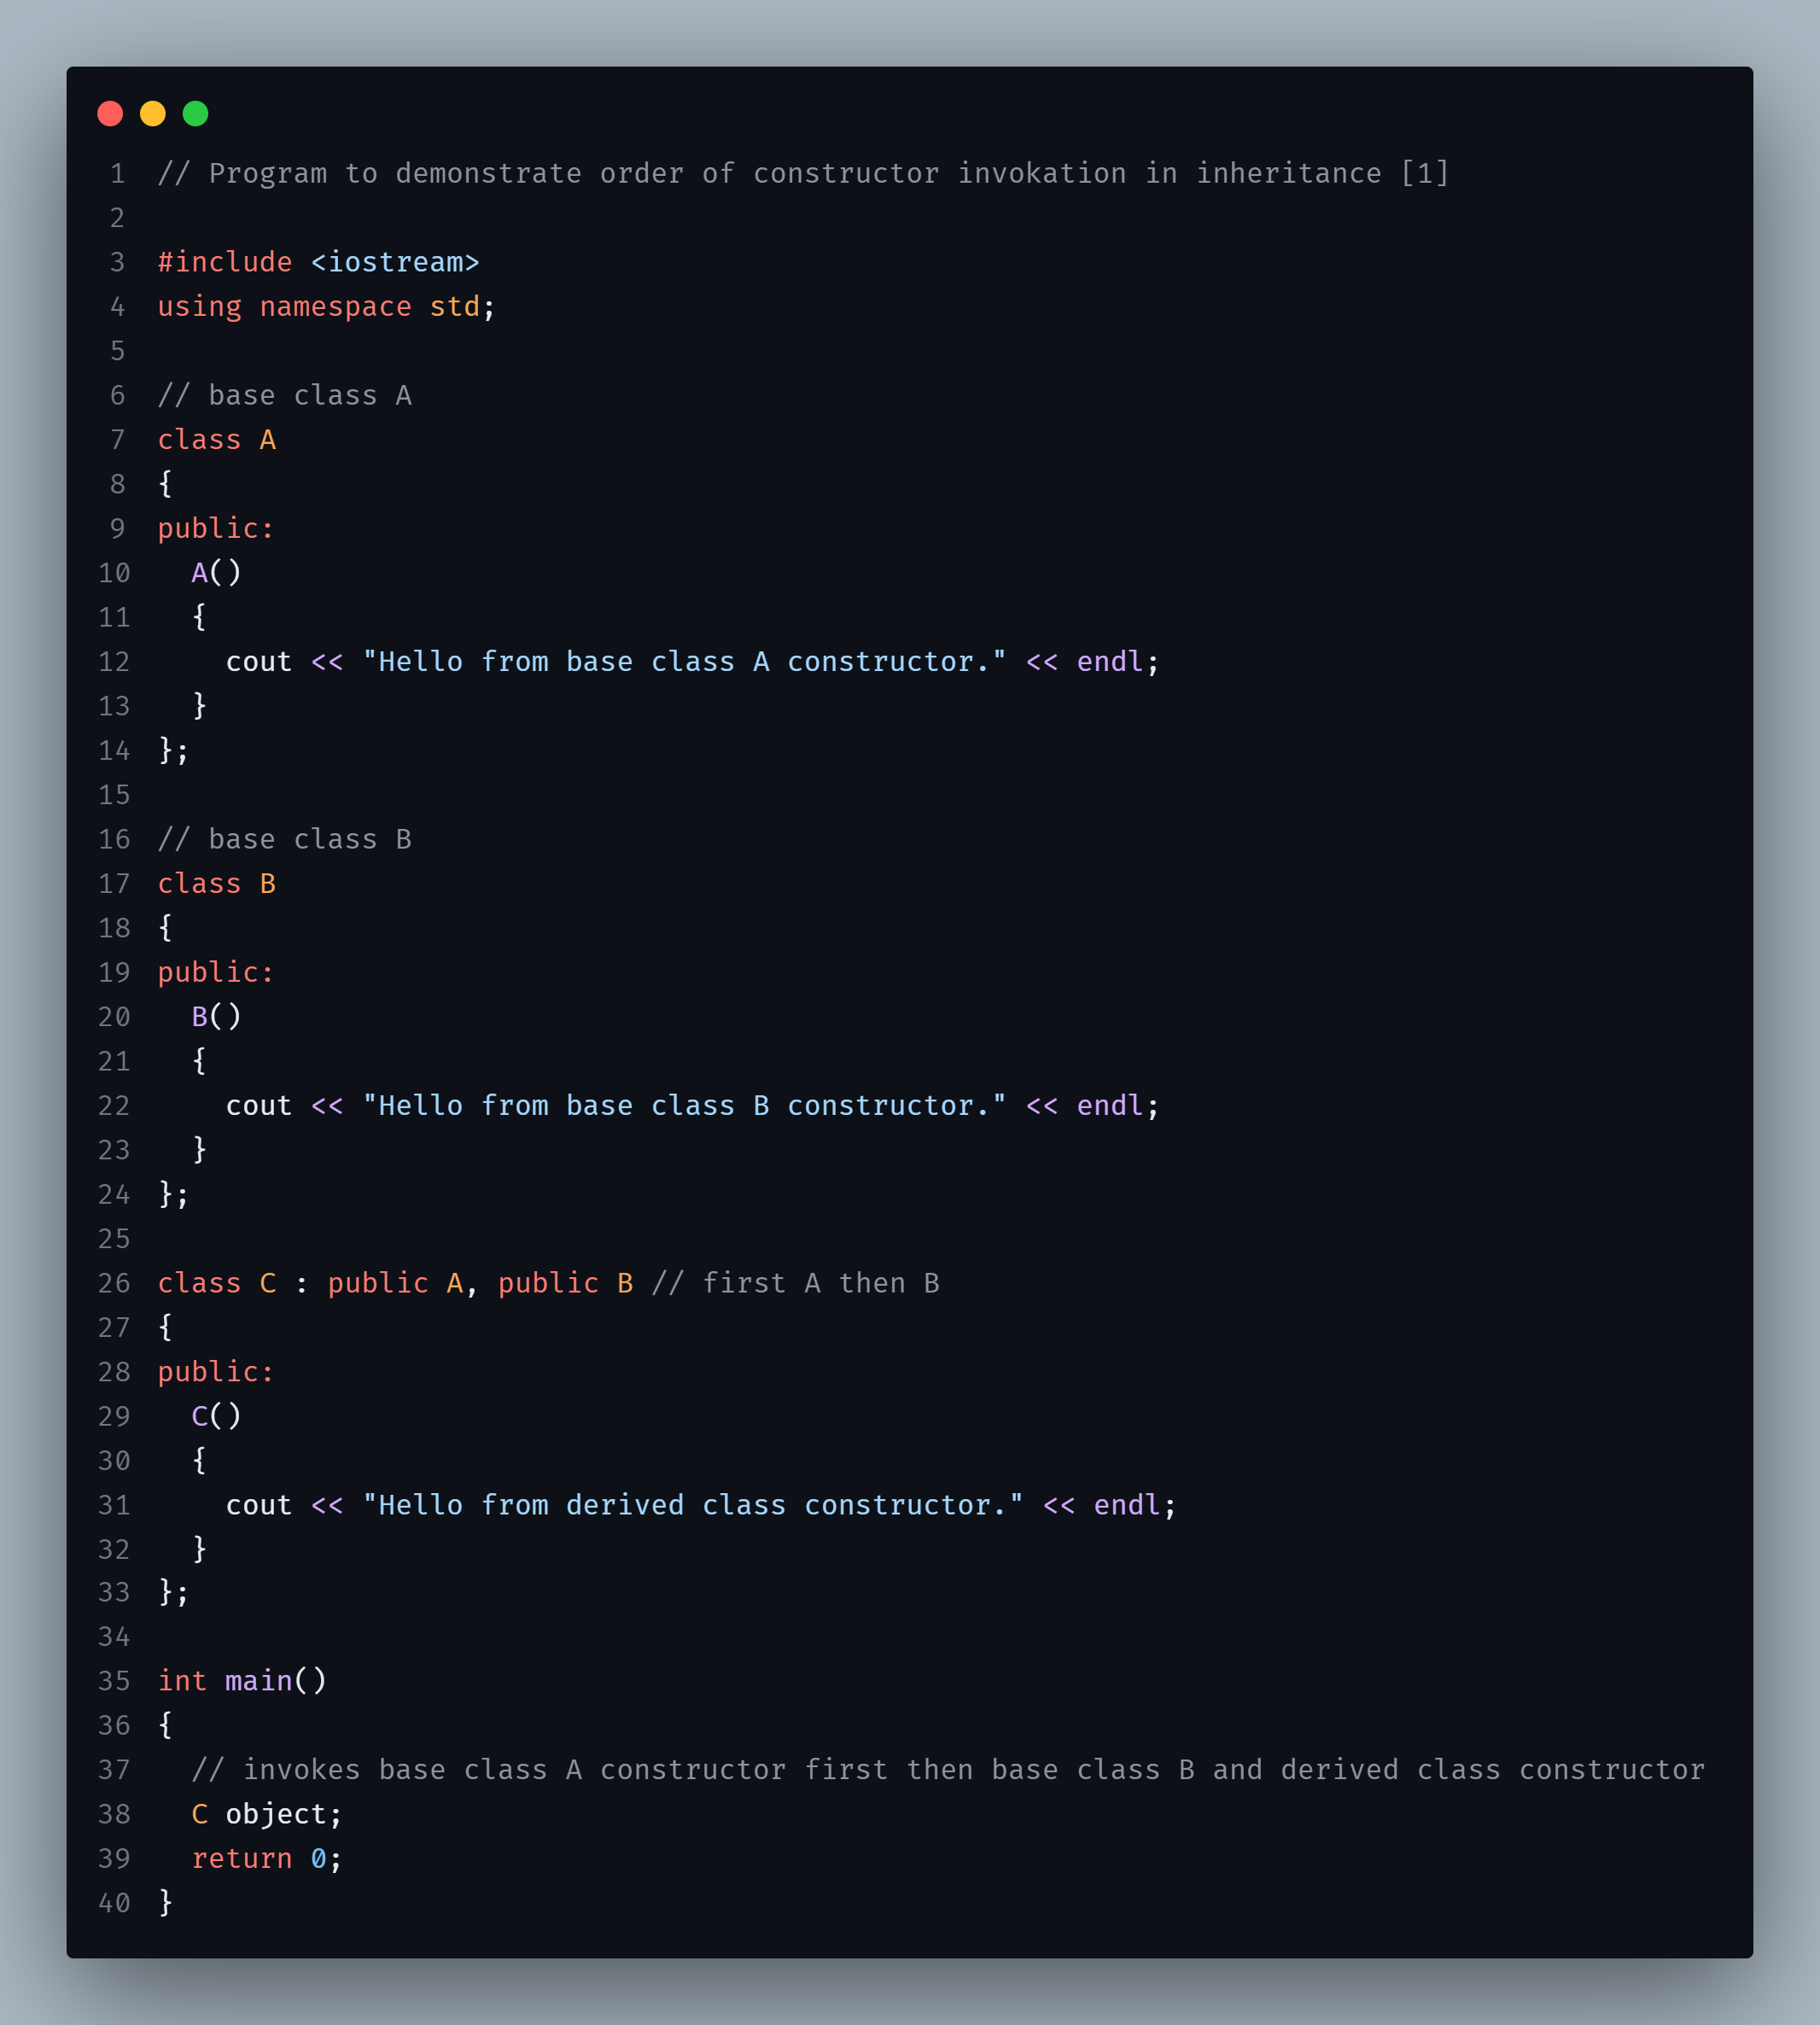 1 // Program to demonstrate order of constructor invokation in inheritance [1]
2
3 #include <iostream>
4 using namespace std;
5
6 // base class A
7 class A
8 {
9 public:
10   A()
11   {
12     cout << "Hello from base class A constructor." << endl;
13   }
14 };
15
16 // base class B
17 class B
18 {
19 public:
20   B()
21   {
22     cout << "Hello from base class B constructor." << endl;
23   }
24 };
25
26 class C : public A, public B // first A then B
27 {
28 public:
29   C()
30   {
31     cout << "Hello from derived class constructor." << endl;
32   }
33 };
34
35 int main()
36 {
37   // invokes base class A constructor first then base class B and derived class constructor
38   C object;
39   return 0;
40 }